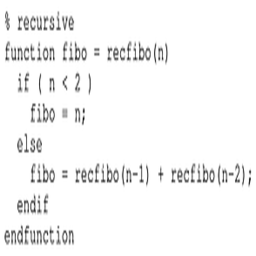 % recursive
function fibo = recfibo(n)
  if ( n < 2 )
    fibo = n;
  else
    fibo = recfibo(n-1) + recfibo(n-2);
  endif
endfunction